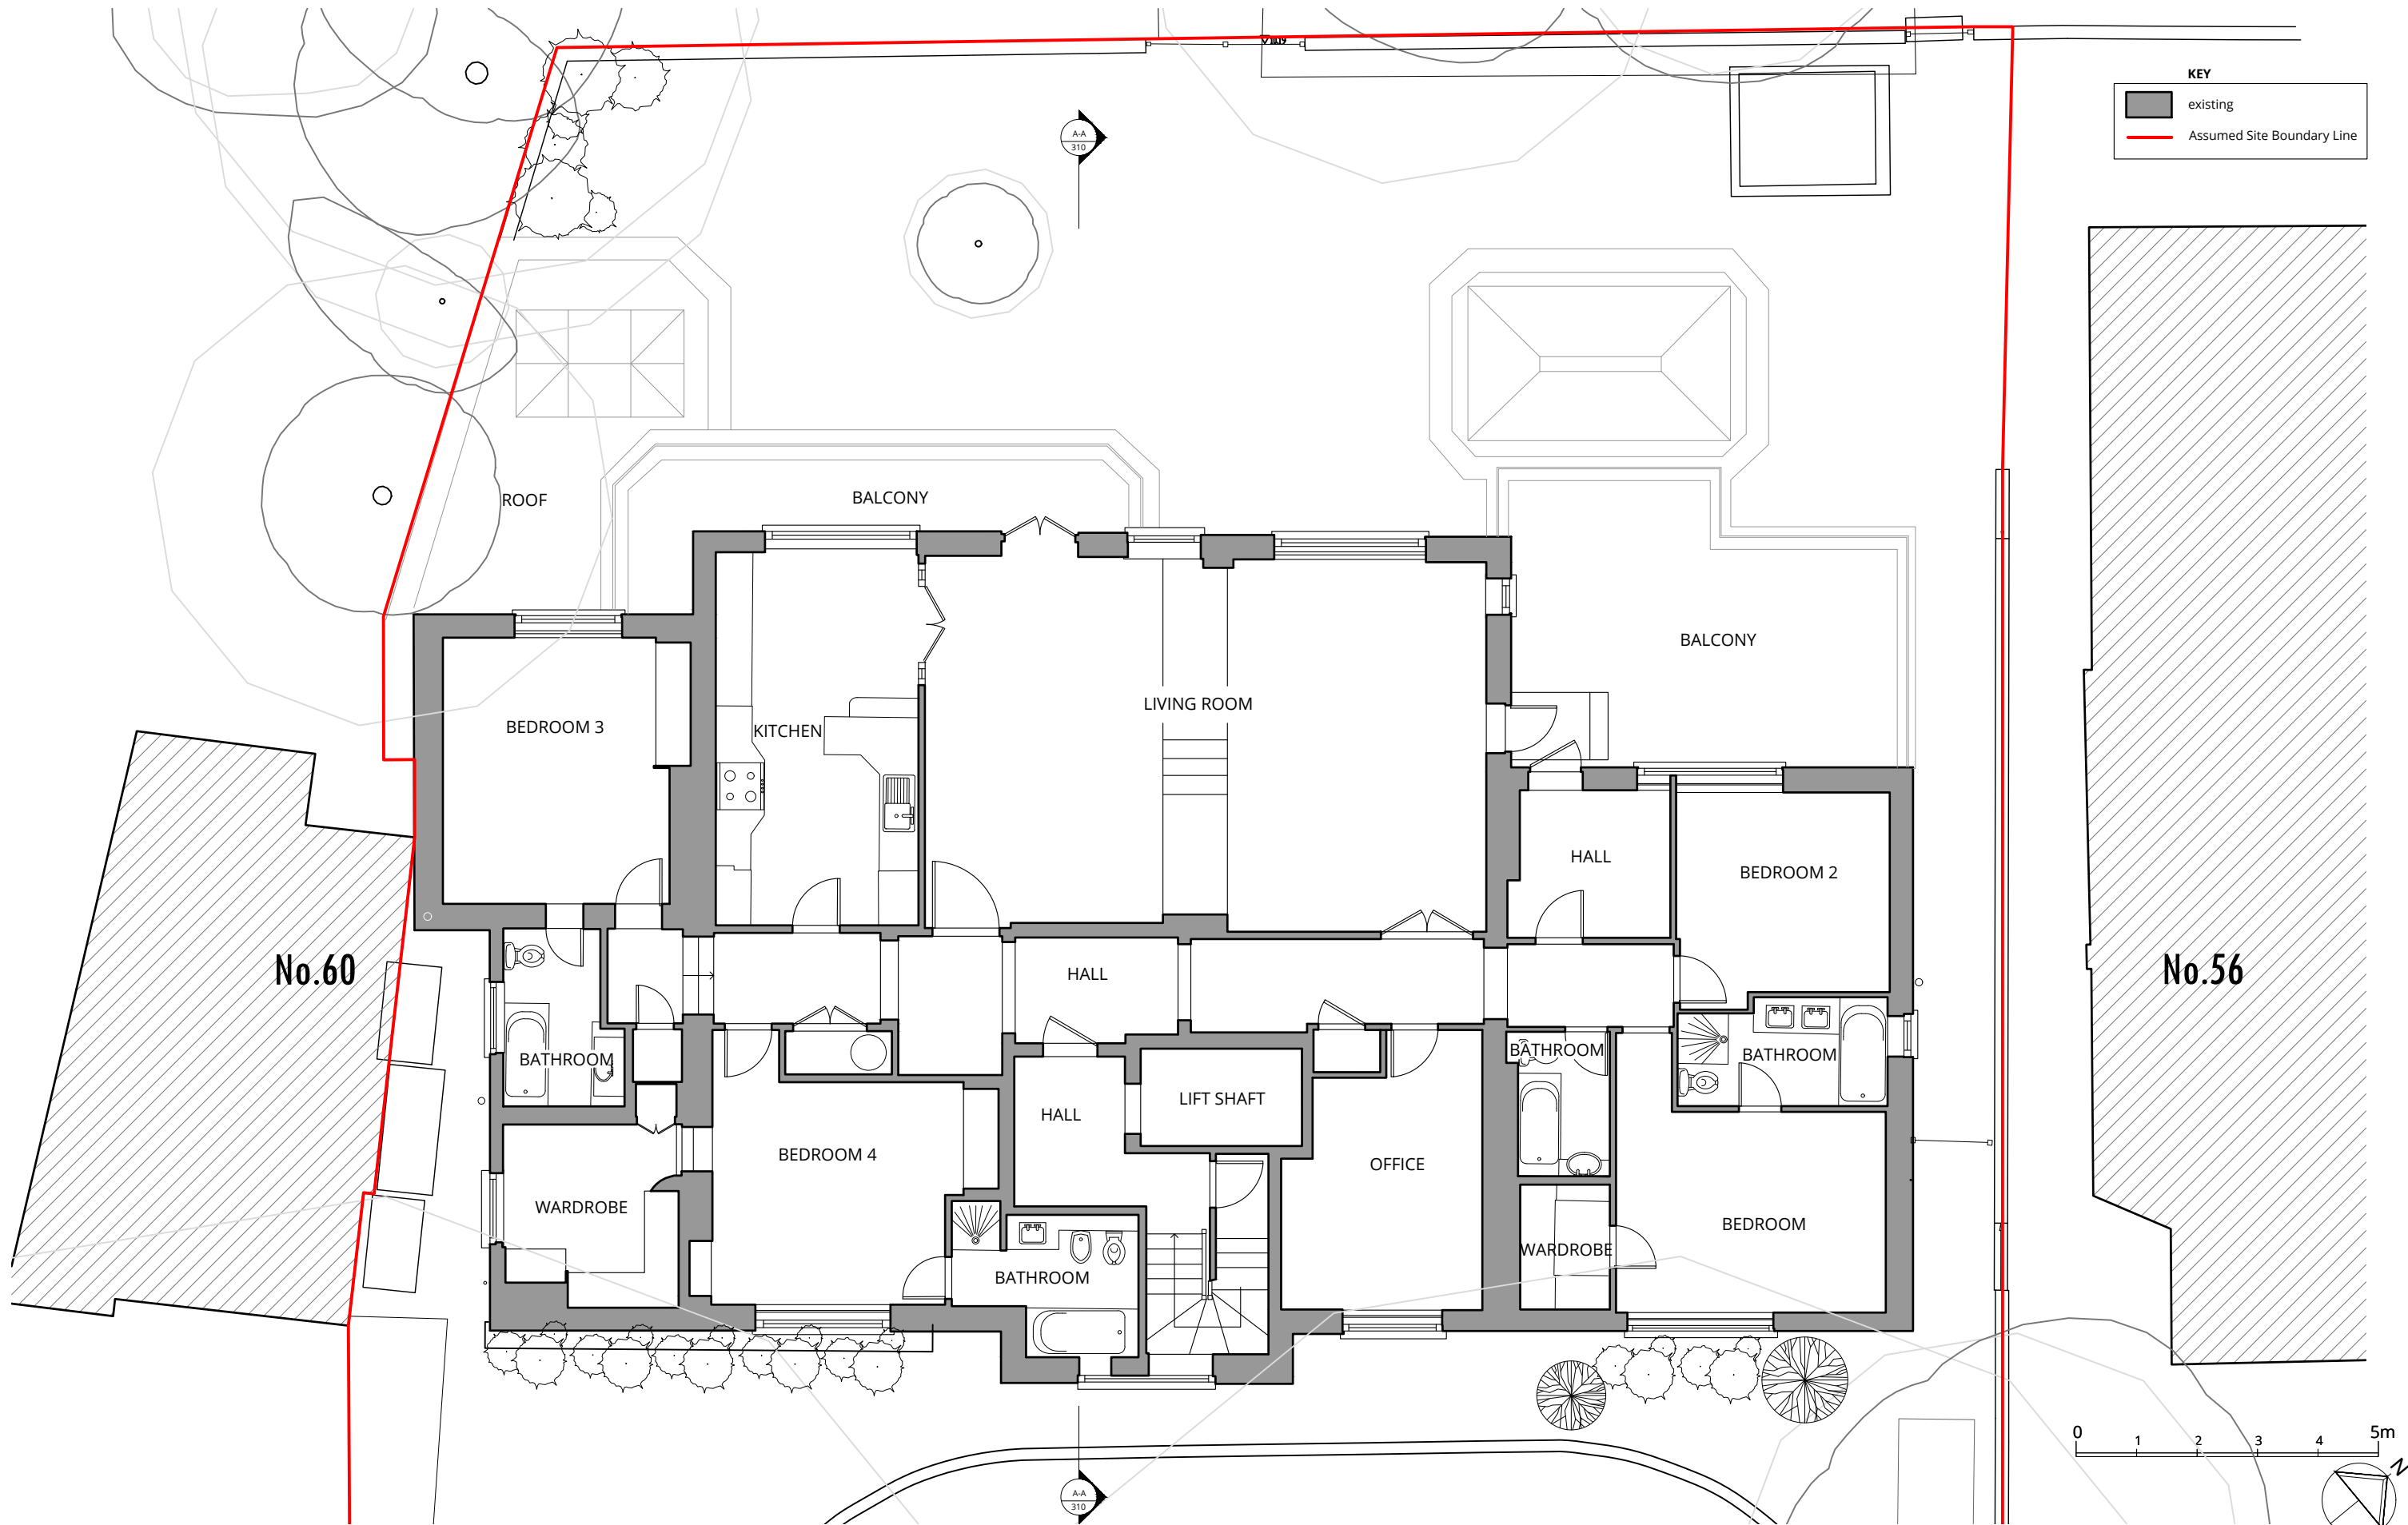 KEY
existing
Assumed Site Boundary Line
A-A
310
ROOF
BALCONY
BALCONY
LIVING ROOM
BEDROOM 3
KITCHEN
HALL
BEDROOM 2
No.60
HALL
No.56
BATHROOM
BATHROOM
BATHROOM
LIFT SHAFT
HALL
BEDROOM 4
OFFICE
WARDROBE
BEDROOM
WARDROBE
BATHROOM
0 1 2 3 4 5m
N
A-A
310